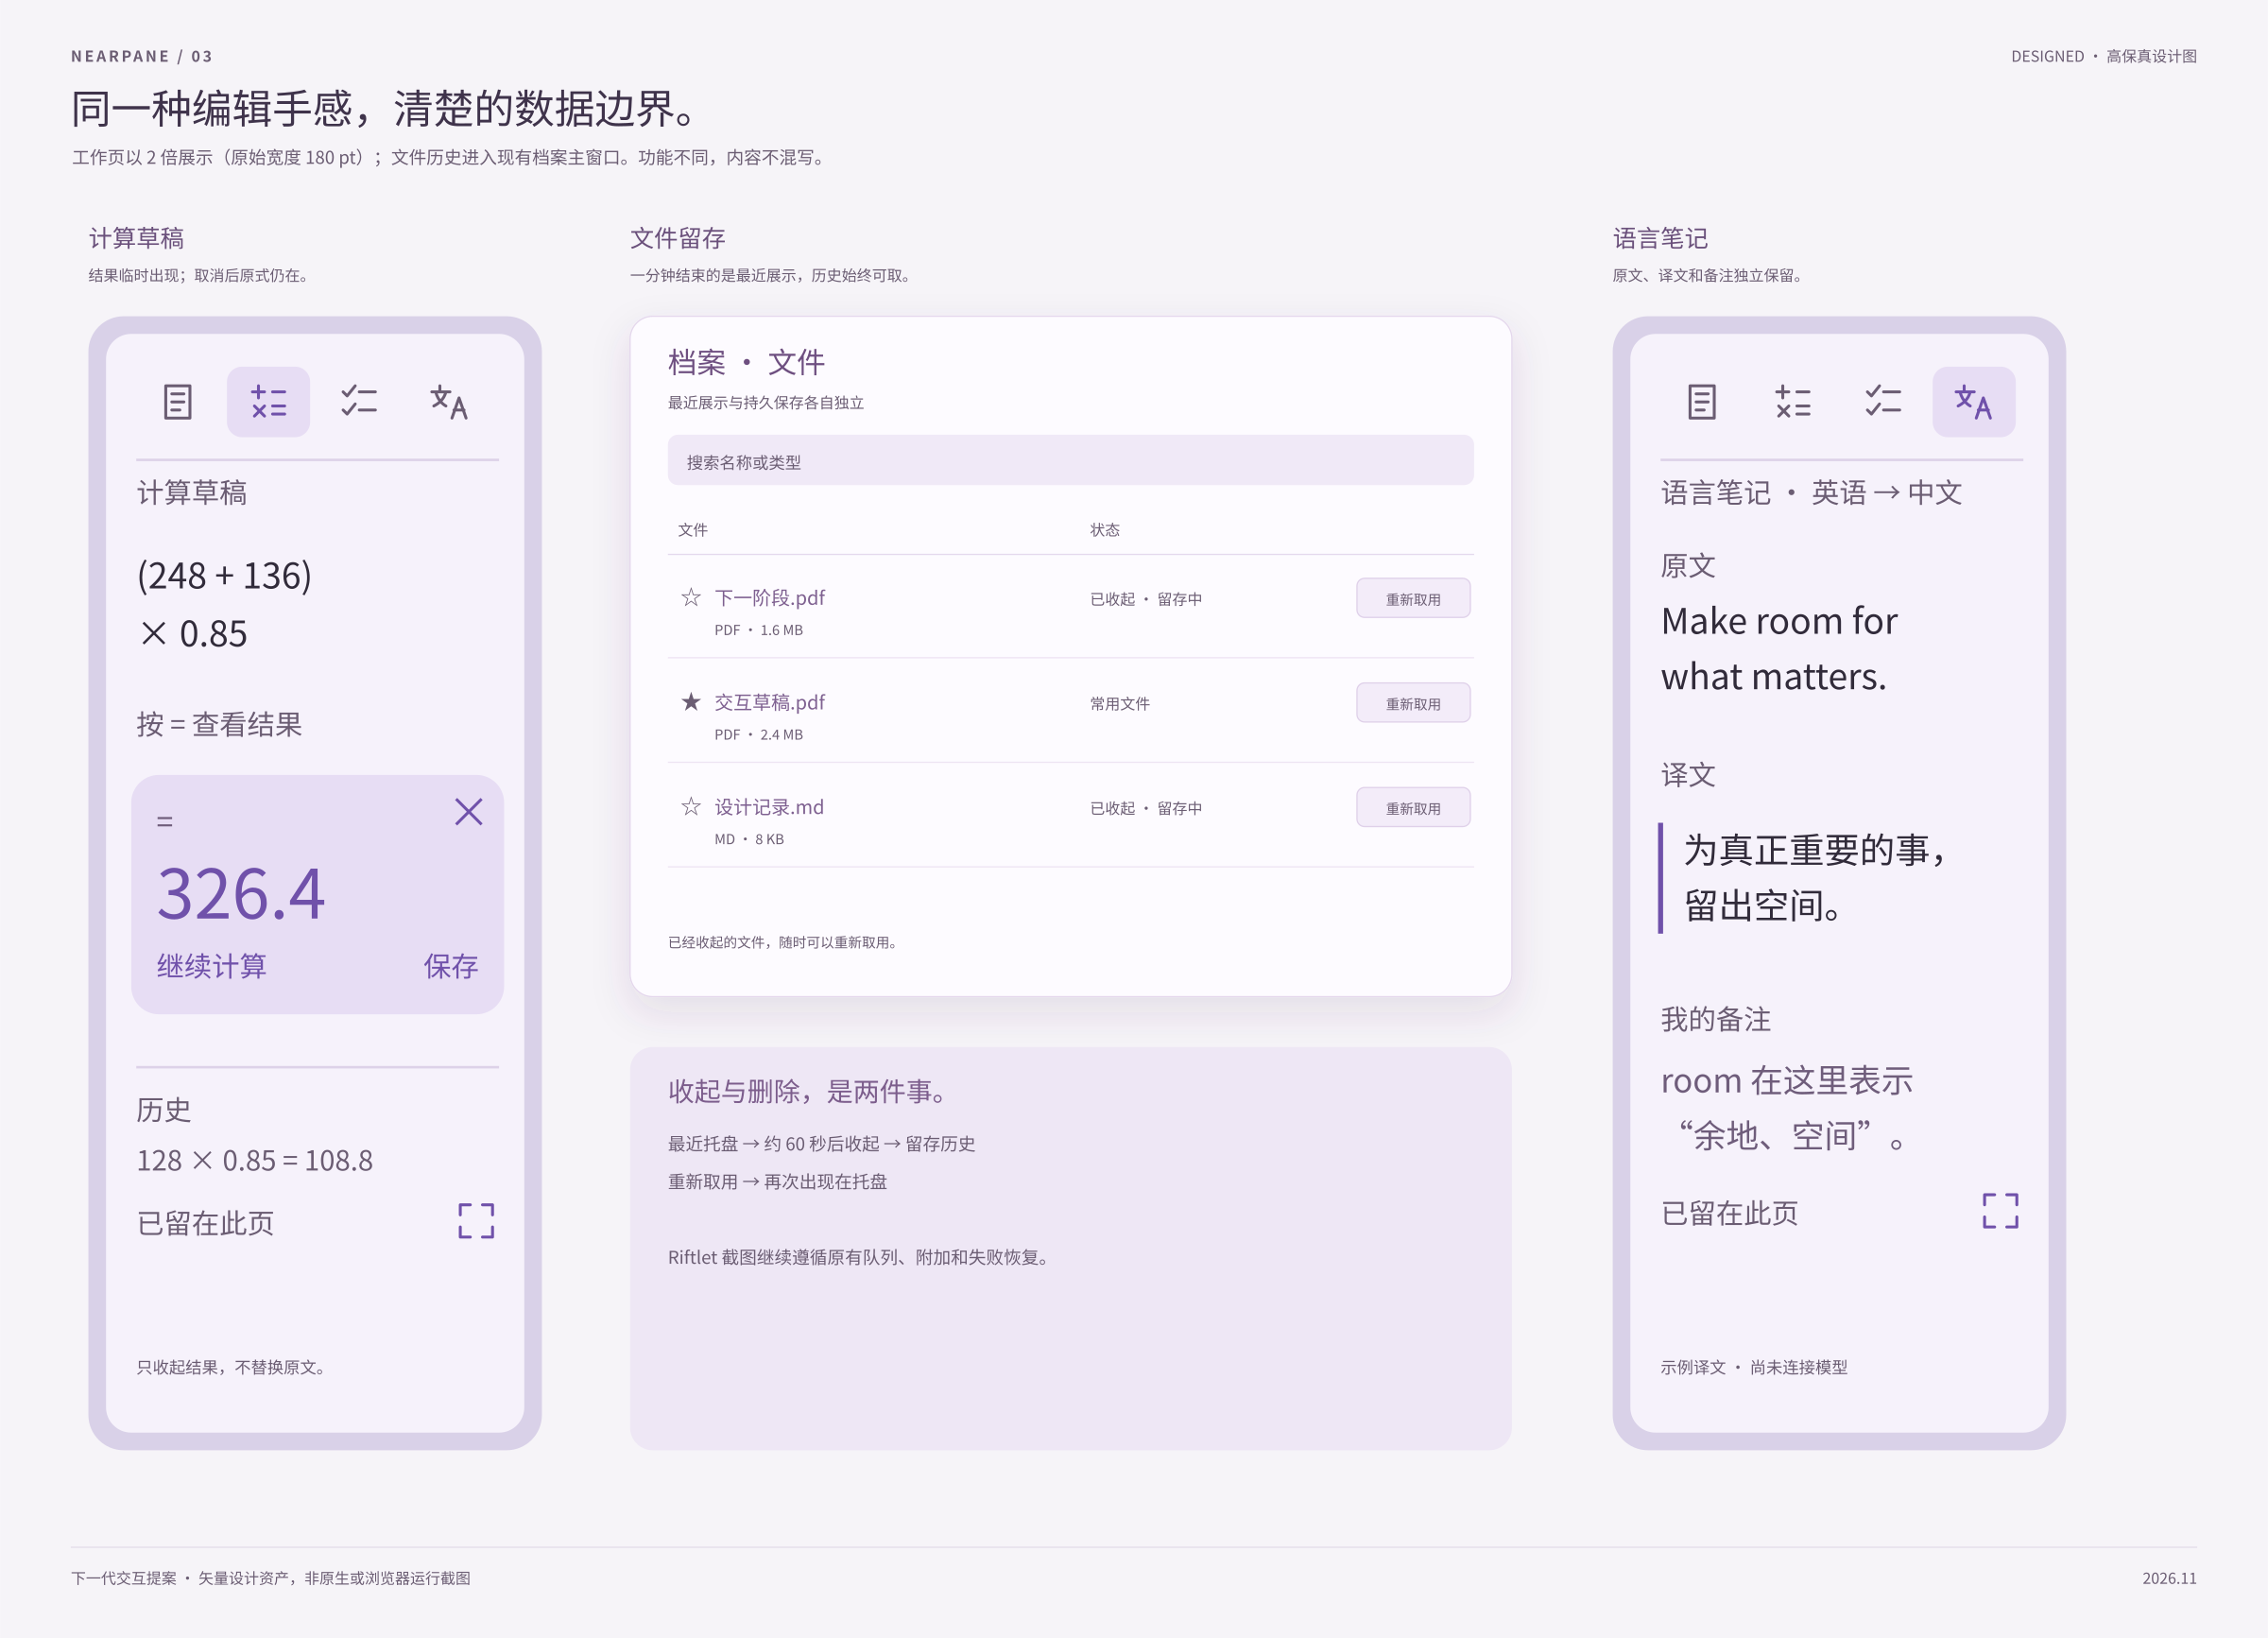 NEARPANE / 03
DESIGNED · 高保真设计图
同一种编辑手感，清楚的数据边界。
工作页以 2 倍展示（原始宽度 180 pt）；文件历史进入现有档案主窗口。功能不同，内容不混写。
计算草稿
结果临时出现；取消后原式仍在。
计算草稿
(248 + 136)
× 0.85
按 = 查看结果
=
326.4
继续计算
保存
历史
128 × 0.85 = 108.8
已留在此页
只收起结果，不替换原文。
文件留存
一分钟结束的是最近展示，历史始终可取。
档案 · 文件
最近展示与持久保存各自独立
搜索名称或类型
文件
状态
☆ 下一阶段.pdf
已收起 · 留存中
重新取用
PDF · 1.6 MB
★ 交互草稿.pdf
常用文件
重新取用
PDF · 2.4 MB
☆ 设计记录.md
已收起 · 留存中
重新取用
MD · 8 KB
已经收起的文件，随时可以重新取用。
收起与删除，是两件事。
最近托盘 → 约 60 秒后收起 → 留存历史
重新取用 → 再次出现在托盘
Riftlet 截图继续遵循原有队列、附加和失败恢复。
语言笔记
原文、译文和备注独立保留。
文A
语言笔记 · 英语 → 中文
原文
Make room for
what matters.
译文
为真正重要的事，
留出空间。
我的备注
room 在这里表示
“余地、空间”。
已留在此页
示例译文 · 尚未连接模型
下一代交互提案 · 矢量设计资产，非原生或浏览器运行截图
2026.11